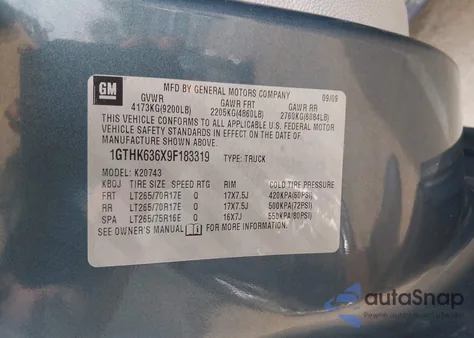 GM
MFD BY GENERAL MOTORS COMPANY 09/09
GVWR GAWR FRT GAWR RR
4173KG(9200LB) 2205KG(4860LB) 2760KG(6084LB)
THIS VEHICLE CONFORMS TO ALL APPLICABLE U.S. FEDERAL
MOTOR VEHICLE SAFETY STANDARDS IN EFFECT ON THE DATE OF
MANUFACTURE SHOWN ABOVE.
1GTHK636X9F183319 TYPE: TRUCK
MODEL: K20743
KBQJ TIRE SIZE SPEED RTG RIM COLD TIRE PRESSURE
FRT LT265/70R17E Q 17X7.5J 420KPA(60PSI)
RR LT265/70R17E Q 17X7.5J 500KPA(72PSI)
SPA LT265/75R16E Q 16X7J 550KPA(80PSI)
SEE OWNER'S MANUAL FOR MORE INFORMATION.
autoSnap